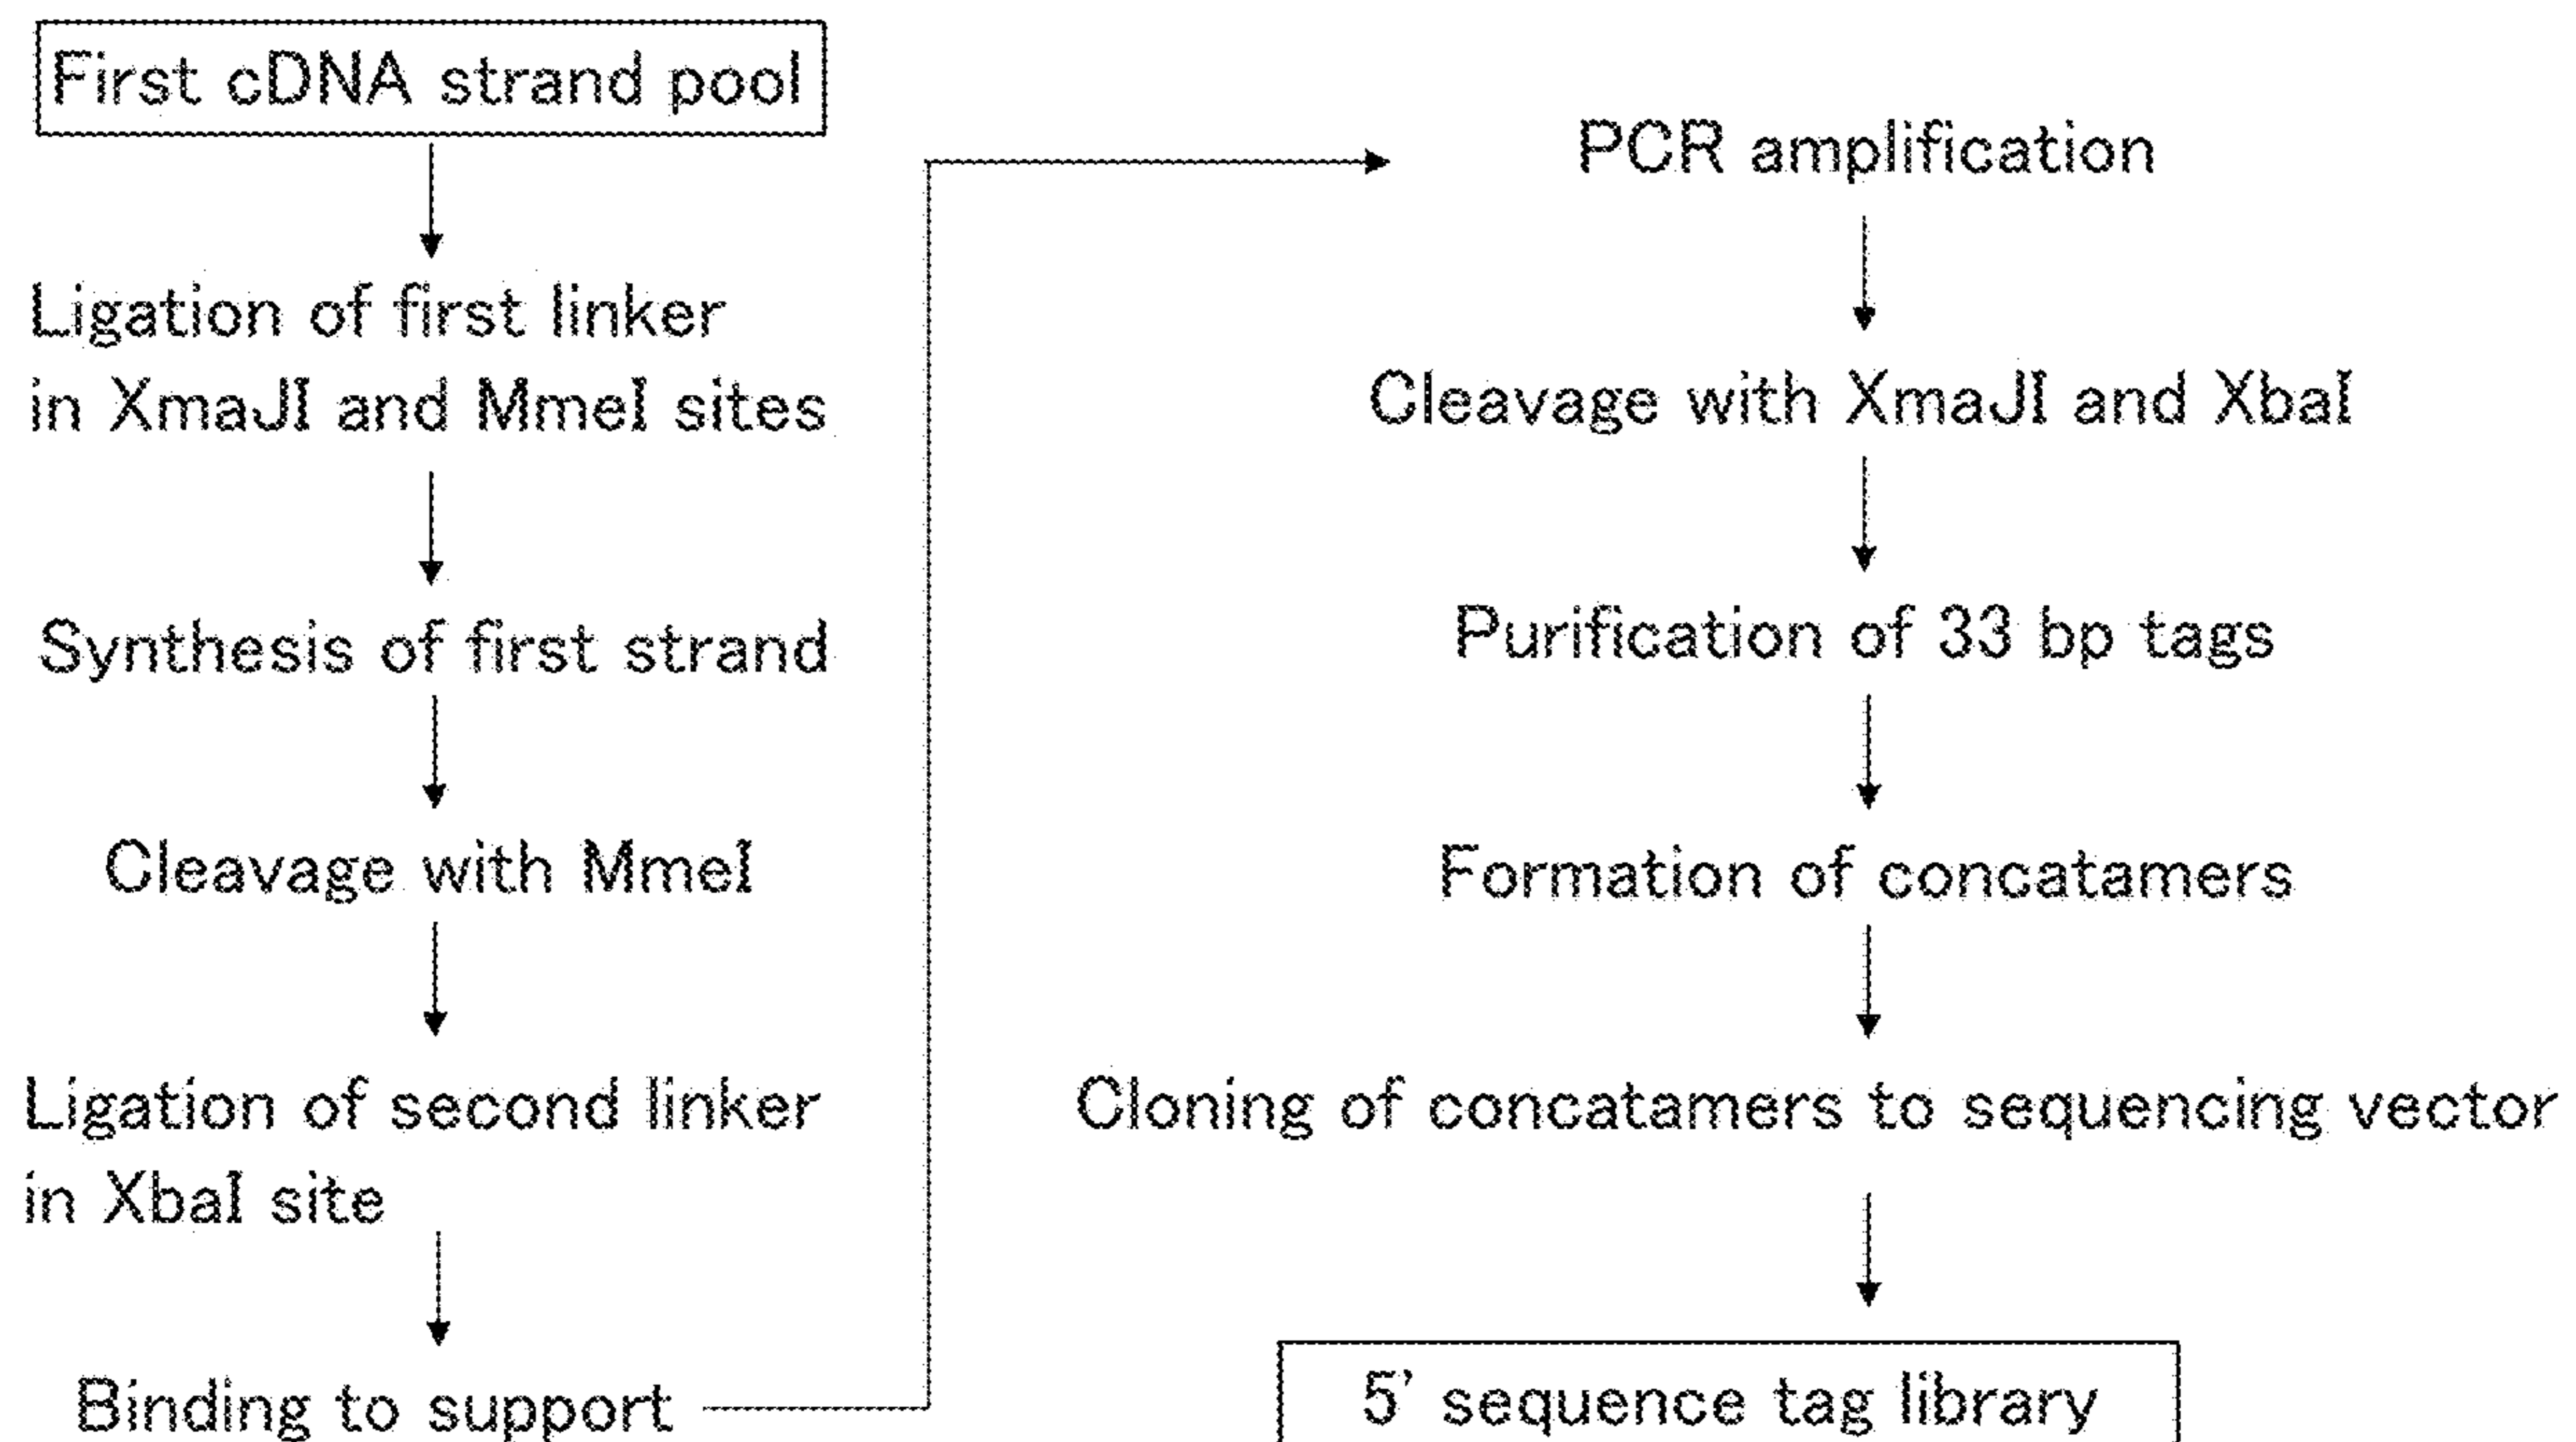 First cDNA strand pool
Ligation of first linker
in XmaJI and MmeI sites
Synthesis of first strand
Cleavage with MmeI
Ligation of second linker
in XbaI site
Binding to support
PCR amplification
Cleavage with XmaJI and XbaI
Purification of 33 bp tags
Formation of concatamers
Cloning of concatamers to sequencing vector
5' sequence tag library